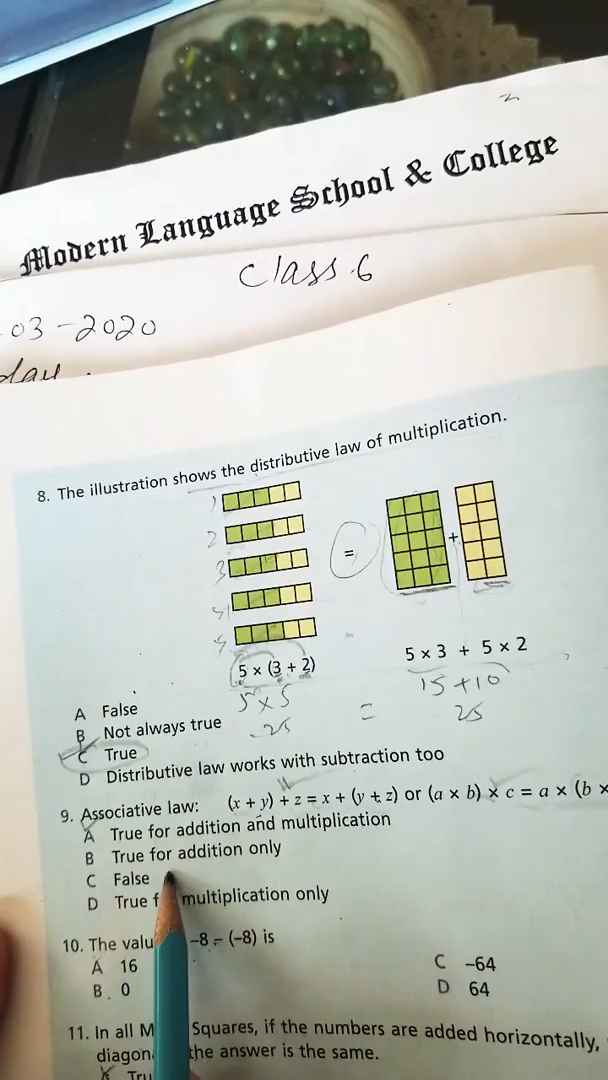 Modern Language School & College
Class 6
-03-2020
8. The illustration shows the distributive law of multiplication.
1
2
3
4
=
+
5 × (3 + 2)
5 × 3 + 5 × 2
5 × 5
15 + 10
25
=
25
A False
B Not always true
C True
D Distributive law works with subtraction too
9. Associative law: (x + y) + z = x + (y + z) or (a × b) × c = a × (b ×
A True for addition and multiplication
B True for addition only
C False
D True f multiplication only
10. The valu -8 - (-8) is
A 16
B. 0
C -64
D 64
11. In all M Squares, if the numbers are added horizontally,
diagon the answer is the same.
Tru